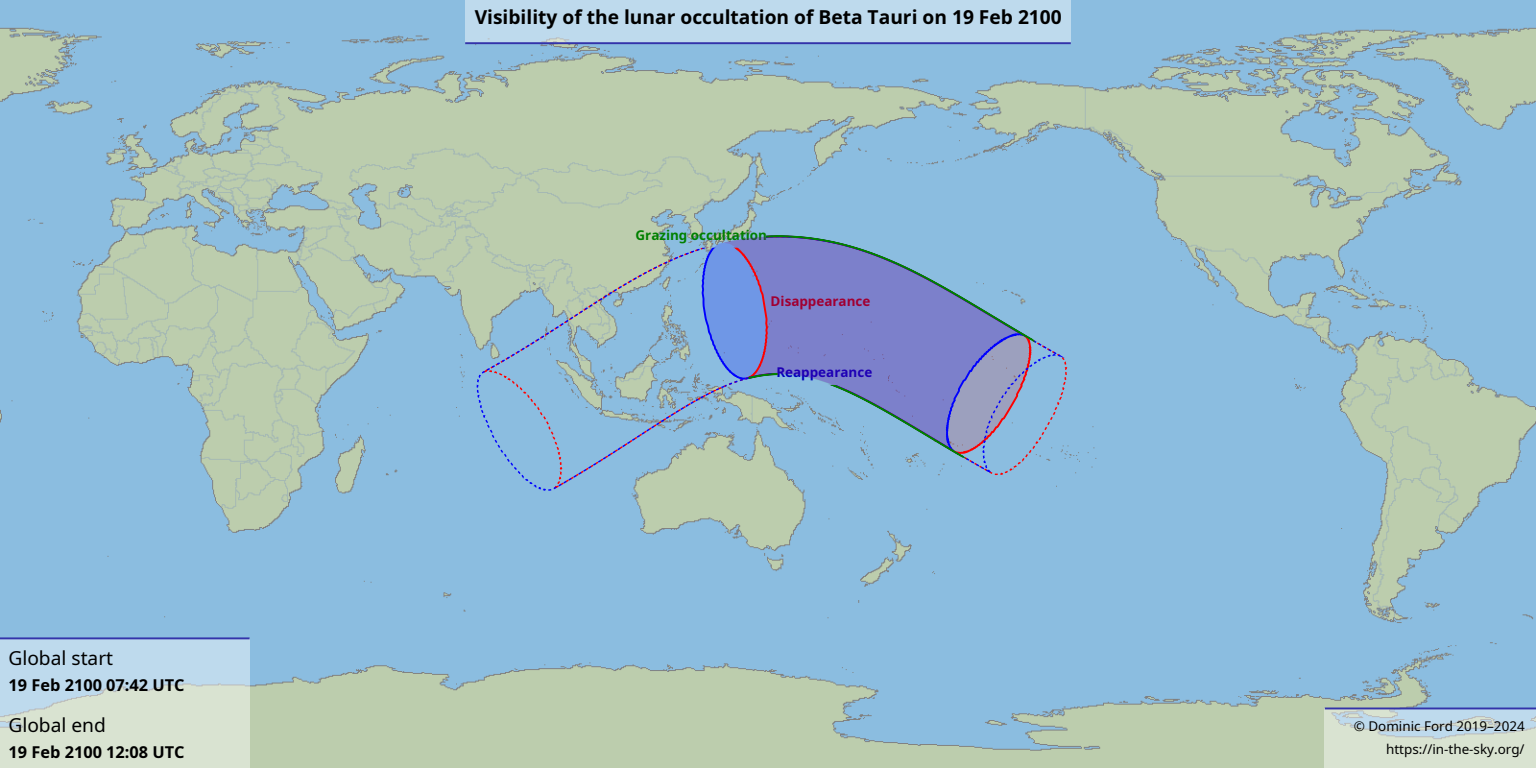 Visibility of the lunar occultation of Beta Tauri on 19 Feb 2100
Grazing occultation
Disappearance
Reappearance
Global start
19 Feb 2100 07:42 UTC
Global end
19 Feb 2100 12:08 UTC
© Dominic Ford 2019–2024
https://in-the-sky.org/